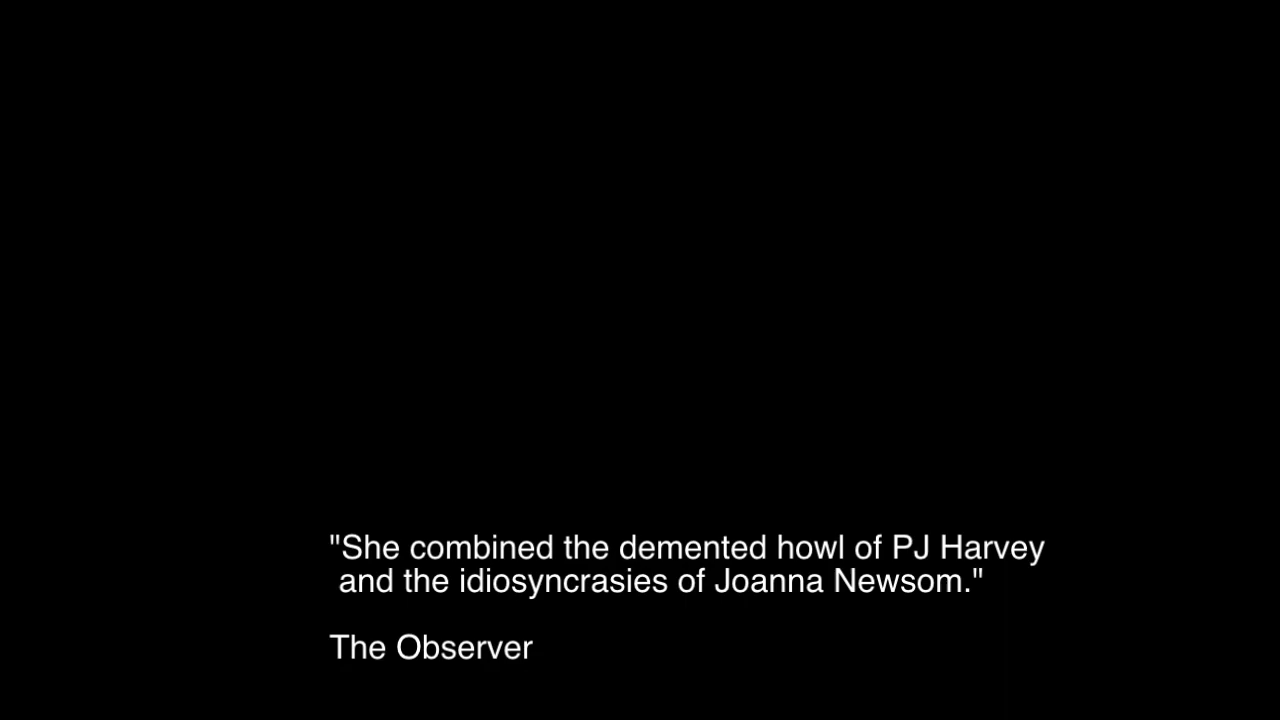 "She combined the demented howl of PJ Harvey
and the idiosyncrasies of Joanna Newsom."
The Observer